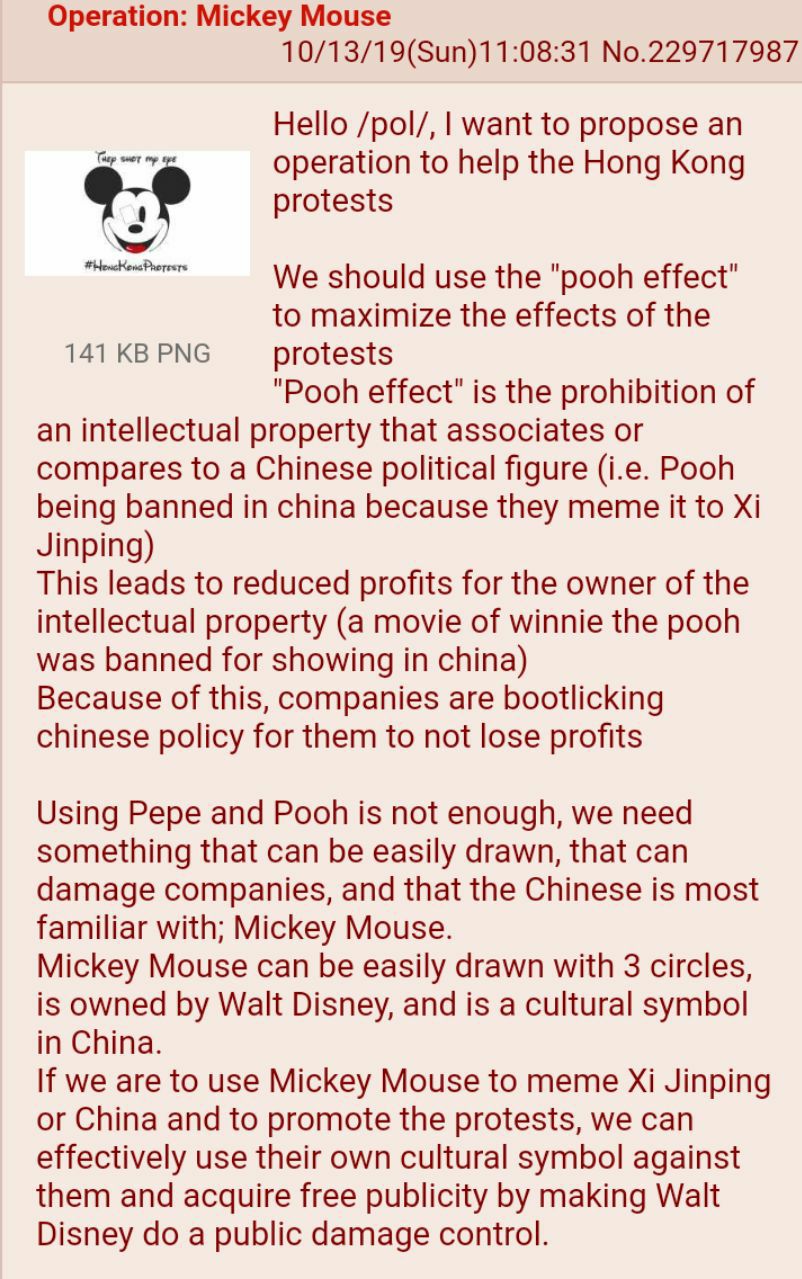 Operation: Mickey Mouse
10/13/19(Sun)11:08:31 No.229717987
Hello /pol/, I want to propose an
operation to help the Hong Kong
protests
They shot my eye
#HongKongProtests
141 KB PNG
We should use the "pooh effect"
to maximize the effects of the
protests
"Pooh effect" is the prohibition of
an intellectual property that associates or
compares to a Chinese political figure (i.e. Pooh
being banned in china because they meme it to Xi
Jinping)
This leads to reduced profits for the owner of the
intellectual property (a movie of winnie the pooh
was banned for showing in china)
Because of this, companies are bootlicking
chinese policy for them to not lose profits
Using Pepe and Pooh is not enough, we need
something that can be easily drawn, that can
damage companies, and that the Chinese is most
familiar with; Mickey Mouse.
Mickey Mouse can be easily drawn with 3 circles,
is owned by Walt Disney, and is a cultural symbol
in China.
If we are to use Mickey Mouse to meme Xi Jinping
or China and to promote the protests, we can
effectively use their own cultural symbol against
them and acquire free publicity by making Walt
Disney do a public damage control.